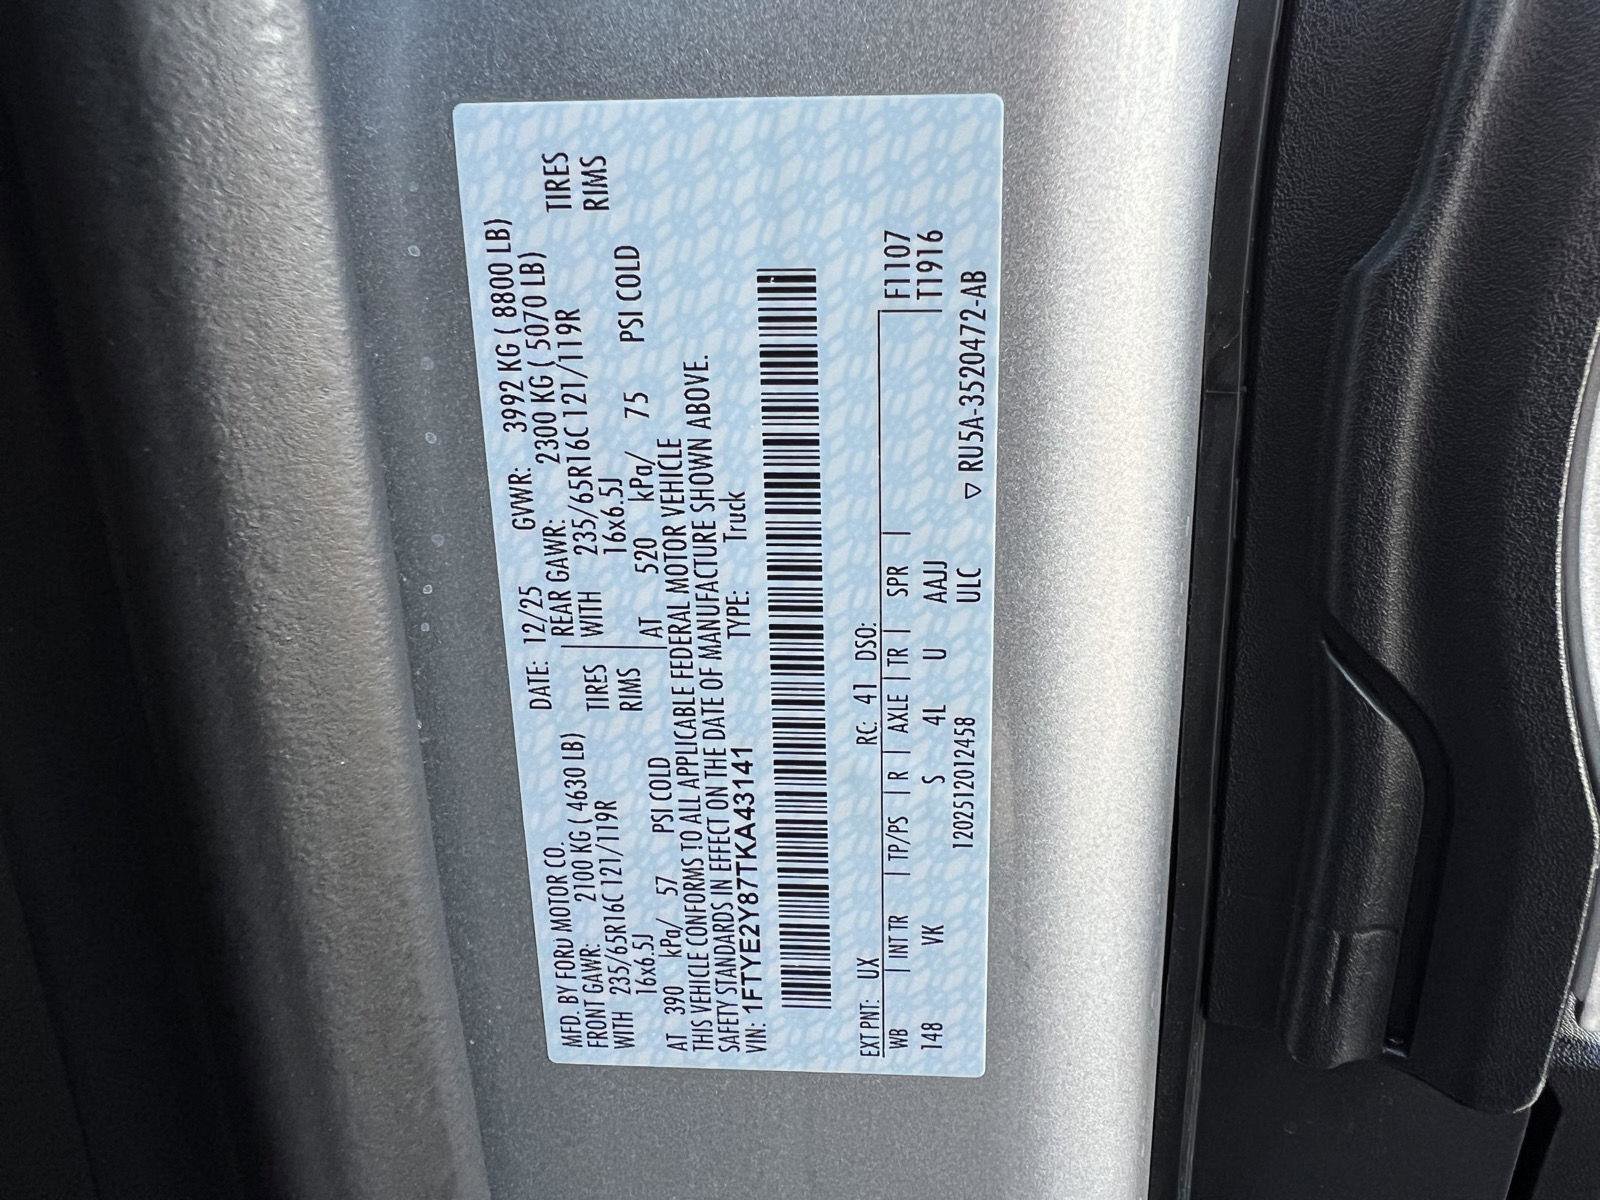 MFD. BY FORD MOTOR CO.
DATE: 12/25 GVWR: 3992 KG ( 8800 LB)
FRONT GAWR: 2100 KG ( 4630 LB) REAR GAWR: 2300 KG ( 5070 LB)
WITH 235/65R16C 121/119R TIRES WITH 235/65R16C 121/119R TIRES
16x6.5J RIMS 16x6.5J RIMS
AT 390 kPa/ 57 PSI COLD AT 520 kPa/ 75 PSI COLD
THIS VEHICLE CONFORMS TO ALL APPLICABLE FEDERAL MOTOR VEHICLE
SAFETY STANDARDS IN EFFECT ON THE DATE OF MANUFACTURE SHOWN ABOVE.
VIN: 1FTYE2Y87TKA43141 TYPE: Truck
EXT PNT: UX RC: 41 DSO:
WB INT TR TP/PS R AXLE TR SPR F1107
148 VK S 4L U AAJJ T1916
1202512012458 ULC ▽ RU5A-3520472-AB